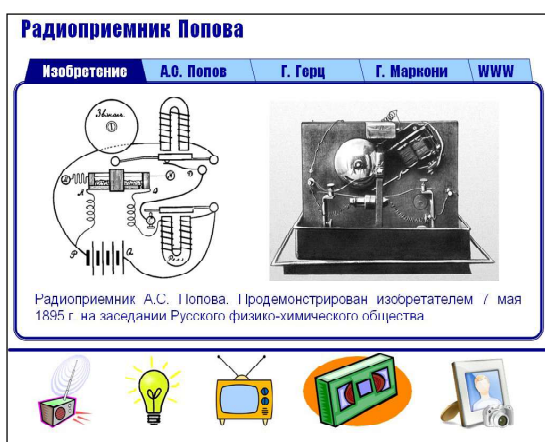 Радиоприемник Попова
Изобретение А.С. Попов Г. Герц Г. Маркони WWW
Звонок
Радиоприемник А.С. Попова. Продемонстрирован изобретателем 7 мая
1895 г. на заседании Русского физико-химического общества